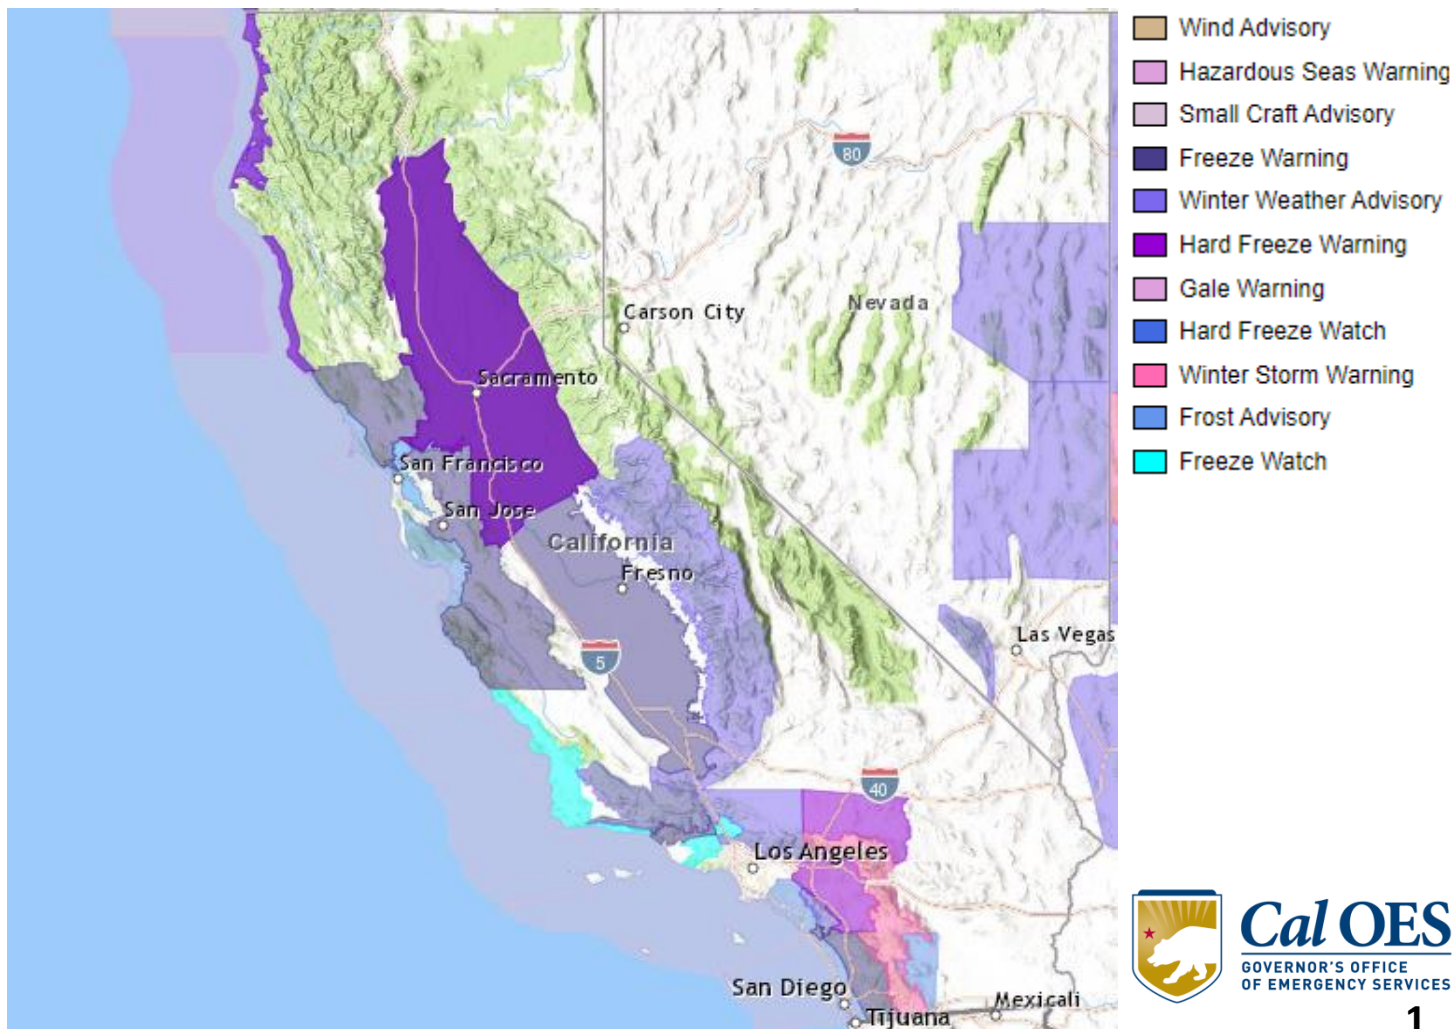 Wind Advisory
Hazardous Seas Warning
Small Craft Advisory
Freeze Warning
Winter Weather Advisory
Hard Freeze Warning
Gale Warning
Hard Freeze Watch
Winter Storm Warning
Frost Advisory
Freeze Watch
80
Nevada
Carson City
Sacramento
San Francisco
San Jose
California
Fresno
Las Vegas
5
40
Los Angeles
San Diego
Mexicali
Tijuana
Cal OES
GOVERNOR'S OFFICE
OF EMERGENCY SERVICES
1